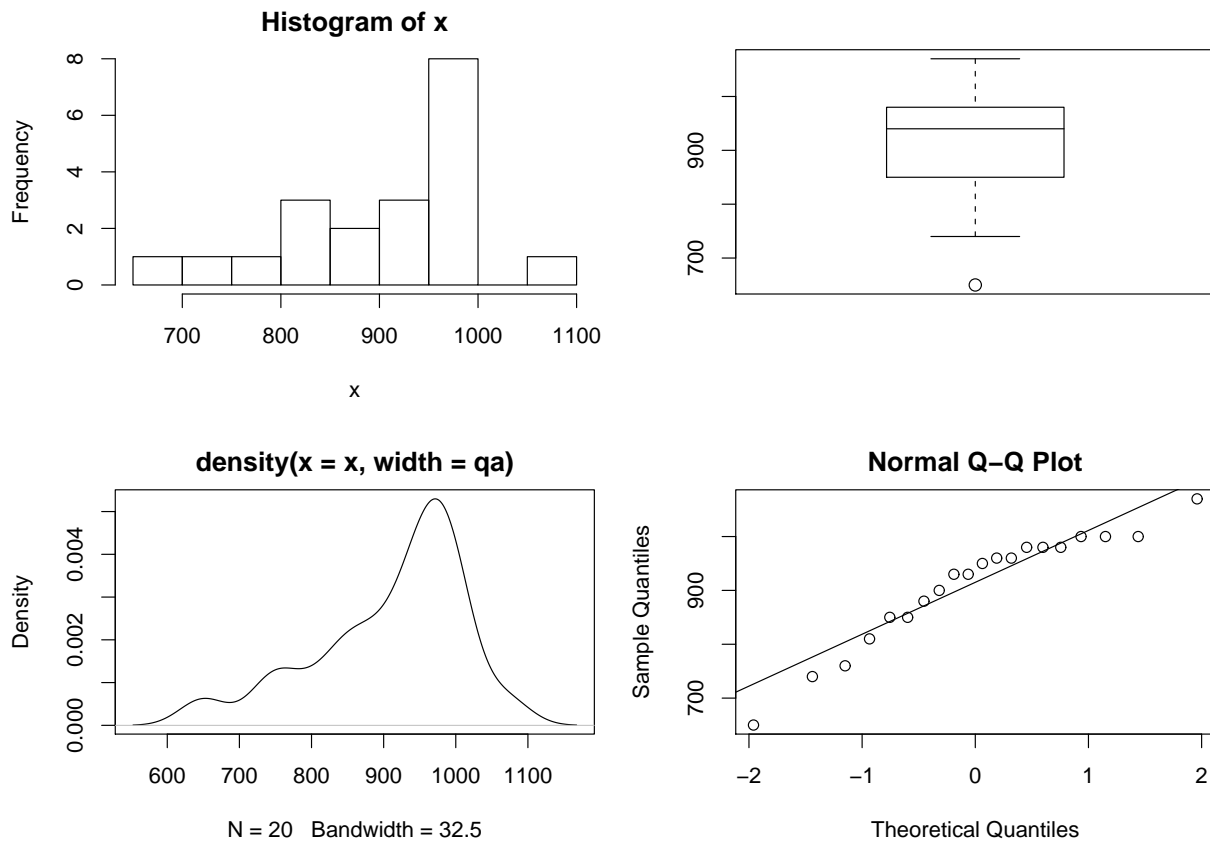 Histogram of x
Frequency
0 2 4 6 8
700 800 900 1000 1100
x
700 900
density(x = x, width = qa)
Density
0.000 0.002 0.004
600 700 800 900 1000 1100
N = 20 Bandwidth = 32.5
Normal Q−Q Plot
Sample Quantiles
700 900
−2 −1 0 1 2
Theoretical Quantiles